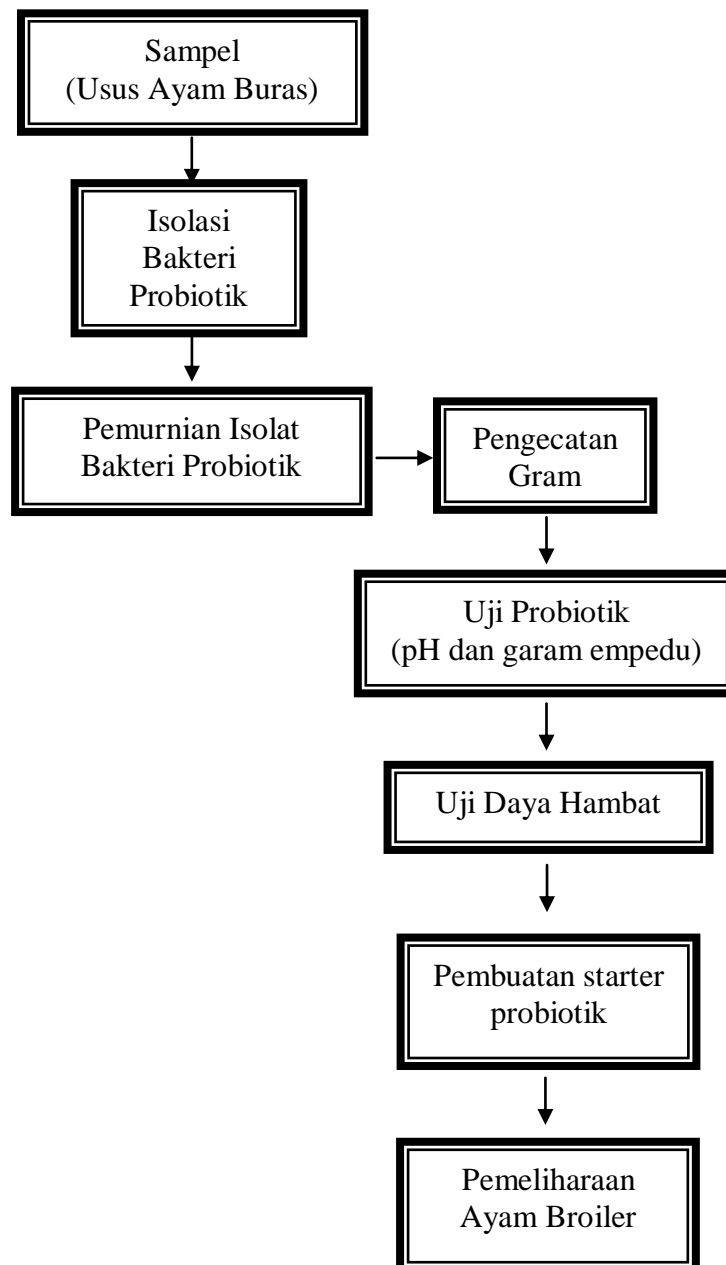 Sampel
(Usus Ayam Buras)
Isolasi
Bakteri
Probiotik
Pemurnian Isolat
Bakteri Probiotik
Pengecatan
Gram
Uji Probiotik
(pH dan garam empedu)
Uji Daya Hambat
Pembuatan starter
probiotik
Pemeliharaan
Ayam Broiler